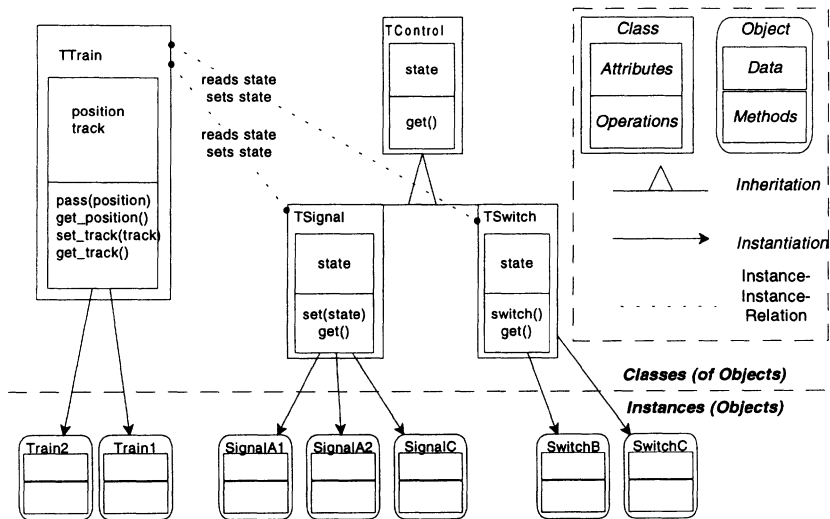 TTrain
position
track
pass(position)
get_position()
set_track(track)
get_track()
reads state
sets state
reads state
sets state
TControl
state
get()
TSignal
state
set(state)
get()
TSwitch
state
switch()
get()
Class
Attributes
Operations
Object
Data
Methods
Inheritation
Instantiation
Instance-
Instance-
Relation
Classes (of Objects)
Instances (Objects)
Train2
Train1
SignalA1
SignalA2
SignalC
SwitchB
SwitchC